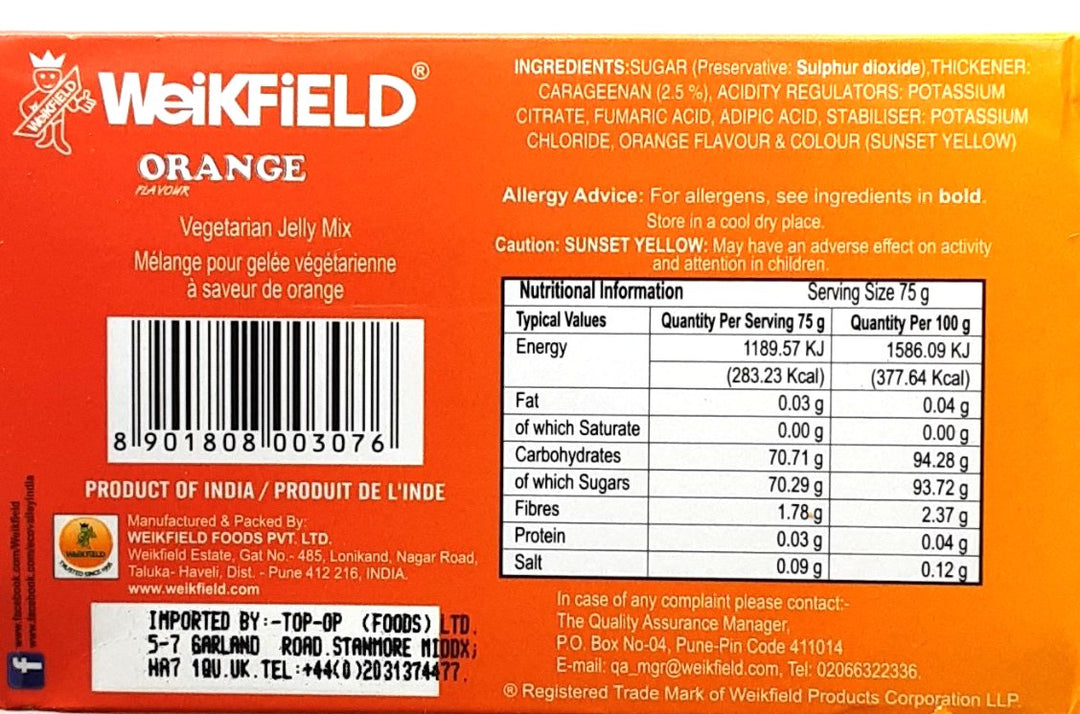 WEIKFIELD
WeiKFiELD®
ORANGE
FLAVOUR
Vegetarian Jelly Mix
Mélange pour gelée végétarienne
à saveur de orange
8 901808 003076
PRODUCT OF INDIA / PRODUIT DE L'INDE
Manufactured & Packed By:
WEIKFIELD FOODS PVT. LTD.
Weikfield Estate, Gat No.- 485, Lonikand, Nagar Road,
Taluka- Haveli, Dist. - Pune 412 216, INDIA.
www.weikfield.com
WeiKFiELD
IMPORTED BY:-TOP-OP (FOODS) LTD.
5-7 GARLAND ROAD.STANMORE MIDDX;
HA7 1QU.UK.TEL:+44(0)2031374477.
www.facebook.com/Weikfield
www.facebook.com/ecovalleyindia
f
INGREDIENTS:SUGAR (Preservative: Sulphur dioxide),THICKENER:
CARAGEENAN (2.5 %), ACIDITY REGULATORS: POTASSIUM
CITRATE, FUMARIC ACID, ADIPIC ACID, STABILISER: POTASSIUM
CHLORIDE, ORANGE FLAVOUR & COLOUR (SUNSET YELLOW)
Allergy Advice: For allergens, see ingredients in bold.
Store in a cool dry place.
Caution: SUNSET YELLOW: May have an adverse effect on activity
and attention in children.
Nutritional Information Serving Size 75 g
Typical Values Quantity Per Serving 75 g Quantity Per 100 g
Energy 1189.57 KJ 1586.09 KJ
(283.23 Kcal) (377.64 Kcal)
Fat 0.03 g 0.04 g
of which Saturate 0.00 g 0.00 g
Carbohydrates 70.71 g 94.28 g
of which Sugars 70.29 g 93.72 g
Fibres 1.78 g 2.37 g
Protein 0.03 g 0.04 g
Salt 0.09 g 0.12 g
In case of any complaint please contact:-
The Quality Assurance Manager,
P.O. Box No-04, Pune-Pin Code 411014
E-mail: qa_mgr@weikfield.com, Tel: 02066322336.
® Registered Trade Mark of Weikfield Products Corporation LLP.